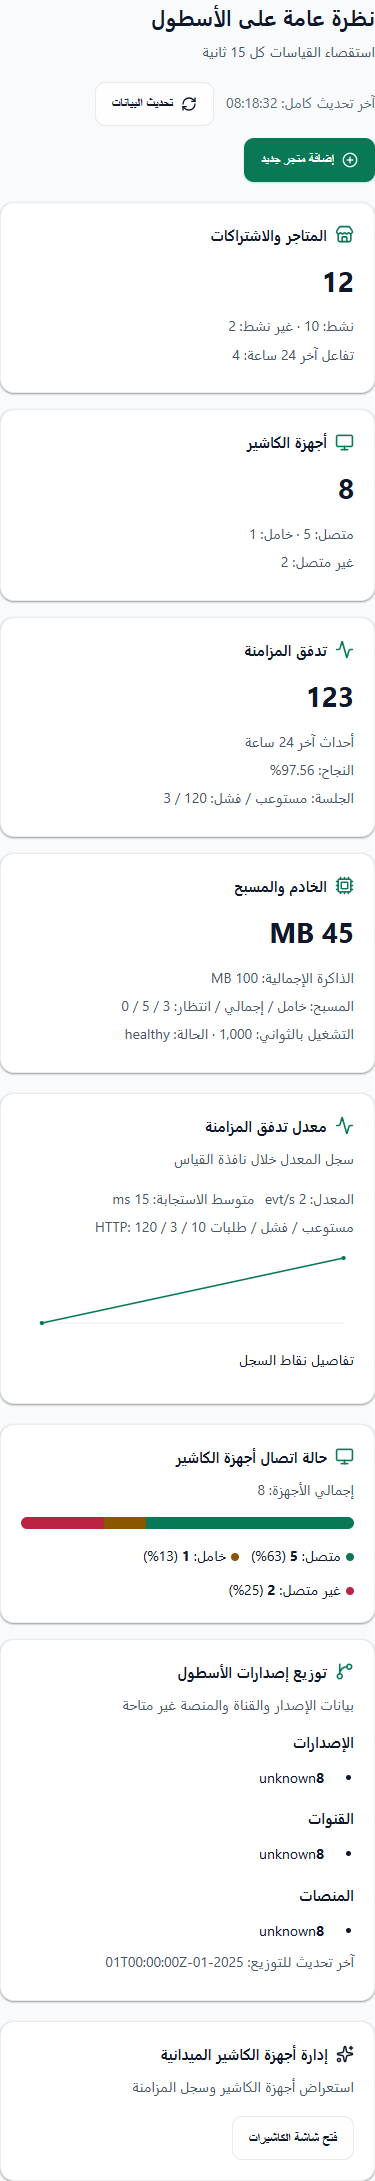 نظرة عامة على الأسطول
استقصاء القياسات كل 15 ثانية
آخر تحديث كامل: 08:18:32
تحديث البيانات
إضافة متجر جديد
المتاجر والاشتراكات
12
نشط: 10 · غير نشط: 2
تفاعل آخر 24 ساعة: 4
أجهزة الكاشير
8
متصل: 5 · خامل: 1
غير متصل: 2
تدفق المزامنة
123
أحداث آخر 24 ساعة
النجاح: 97.56%
الجلسة: مستوعب / فشل: 120 / 3
الخادم والمسبح
45 MB
الذاكرة الإجمالية: 100 MB
المسبح: خامل / إجمالي / انتظار: 3 / 5 / 0
التشغيل بالثواني: 1,000 · الحالة: healthy
معدل تدفق المزامنة
سجل المعدل خلال نافذة القياس
المعدل: 2 evt/s متوسط الاستجابة: 15 ms
مستوعب / فشل / طلبات HTTP: 120 / 3 / 10
تفاصيل نقاط السجل
حالة اتصال أجهزة الكاشير
إجمالي الأجهزة: 8
متصل: 5 (63%) خامل: 1 (13%)
غير متصل: 2 (25%)
توزيع إصدارات الأسطول
بيانات الإصدار والقناة والمنصة غير متاحة
الإصدارات
• unknown8
القنوات
• unknown8
المنصات
• unknown8
آخر تحديث للتوزيع: 2025-01-01T00:00:00Z
إدارة أجهزة الكاشير الميدانية
استعراض أجهزة الكاشير وسجل المزامنة
فتح شاشة الكاشيرات